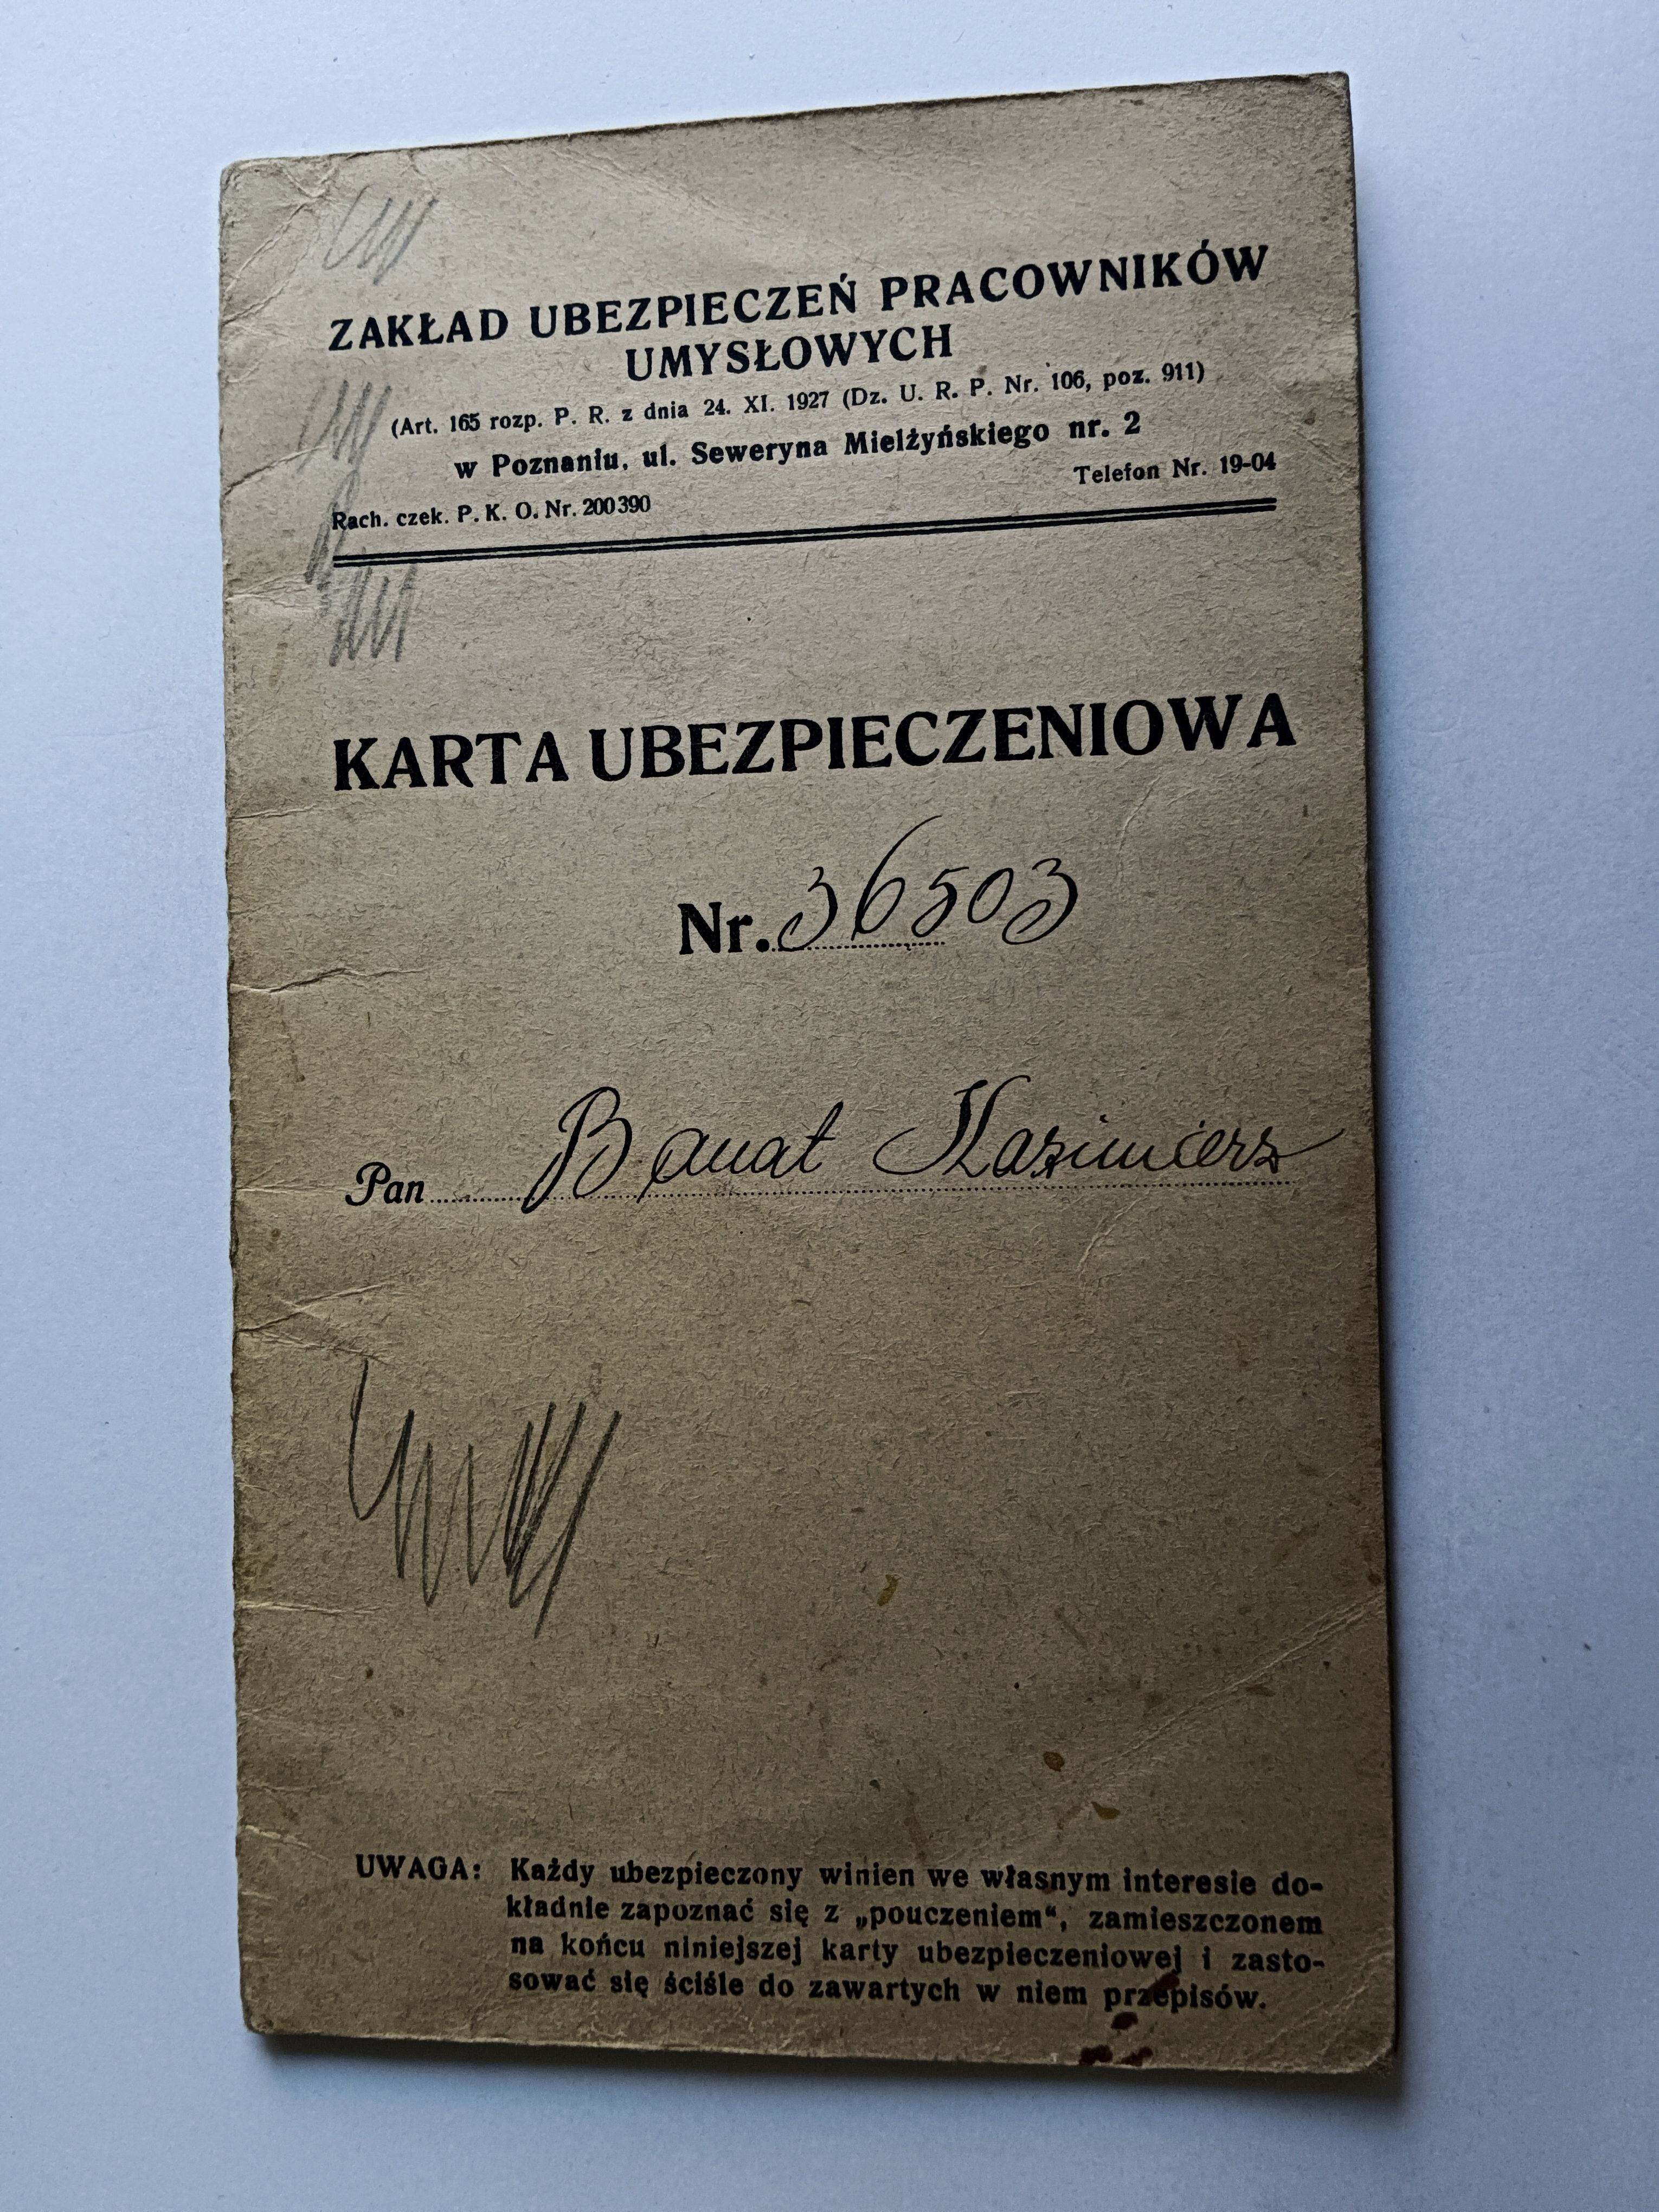 ZAKŁAD UBEZPIECZEŃ PRACOWNIKÓW
UMYSŁOWYCH
(Art. 165 rozp. P. R. z dnia 24. XI. 1927 (Dz. U. R. P. Nr. 106, poz. 911)
w Poznaniu, ul. Seweryna Mielżyńskiego nr. 2
Rach. czek. P. K. O. Nr. 200390 Telefon Nr. 19-04
KARTA UBEZPIECZENIOWA
Nr. 36503
Pan Banat Kazimierz
UWAGA: Każdy ubezpieczony winien we własnym interesie do-
kładnie zapoznać się z „pouczeniem“, zamieszczonem
na końcu niniejszej karty ubezpieczeniowej i zasto-
sować się ściśle do zawartych w niem przepisów.